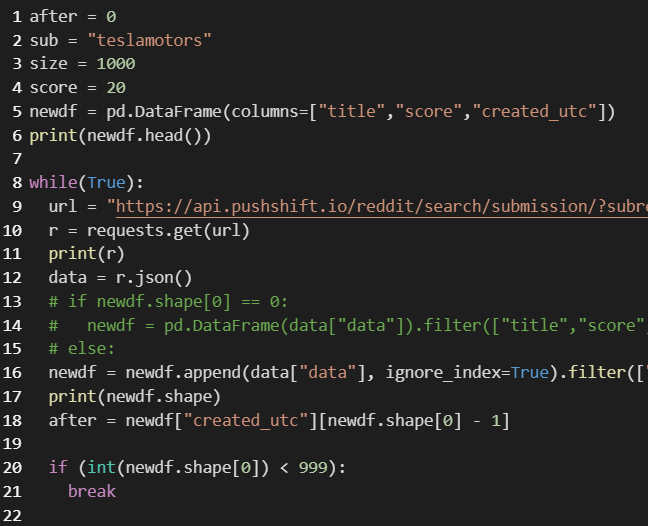 1 after = 0
2 sub = "teslamotors"
3 size = 1000
4 score = 20
5 newdf = pd.DataFrame(columns=["title","score","created_utc"])
6 print(newdf.head())
7
8 while(True):
9   url = "https://api.pushshift.io/reddit/search/submission/?subre
10   r = requests.get(url)
11   print(r)
12   data = r.json()
13   # if newdf.shape[0] == 0:
14   #   newdf = pd.DataFrame(data["data"]).filter(["title","score",
15   # else:
16   newdf = newdf.append(data["data"], ignore_index=True).filter(["
17   print(newdf.shape)
18   after = newdf["created_utc"][newdf.shape[0] - 1]
19
20   if (int(newdf.shape[0]) < 999):
21     break
22